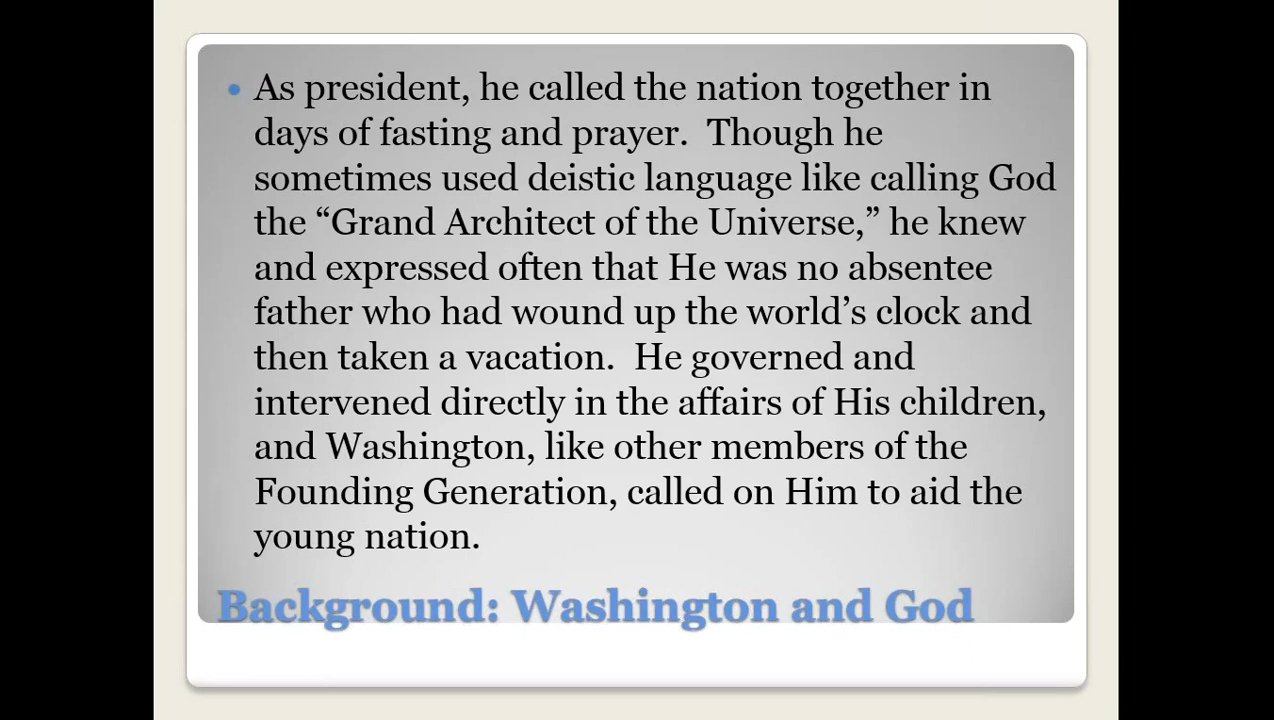 • As president, he called the nation together in
days of fasting and prayer.  Though he
sometimes used deistic language like calling God
the “Grand Architect of the Universe,” he knew
and expressed often that He was no absentee
father who had wound up the world’s clock and
then taken a vacation.  He governed and
intervened directly in the affairs of His children,
and Washington, like other members of the
Founding Generation, called on Him to aid the
young nation.
Background: Washington and God